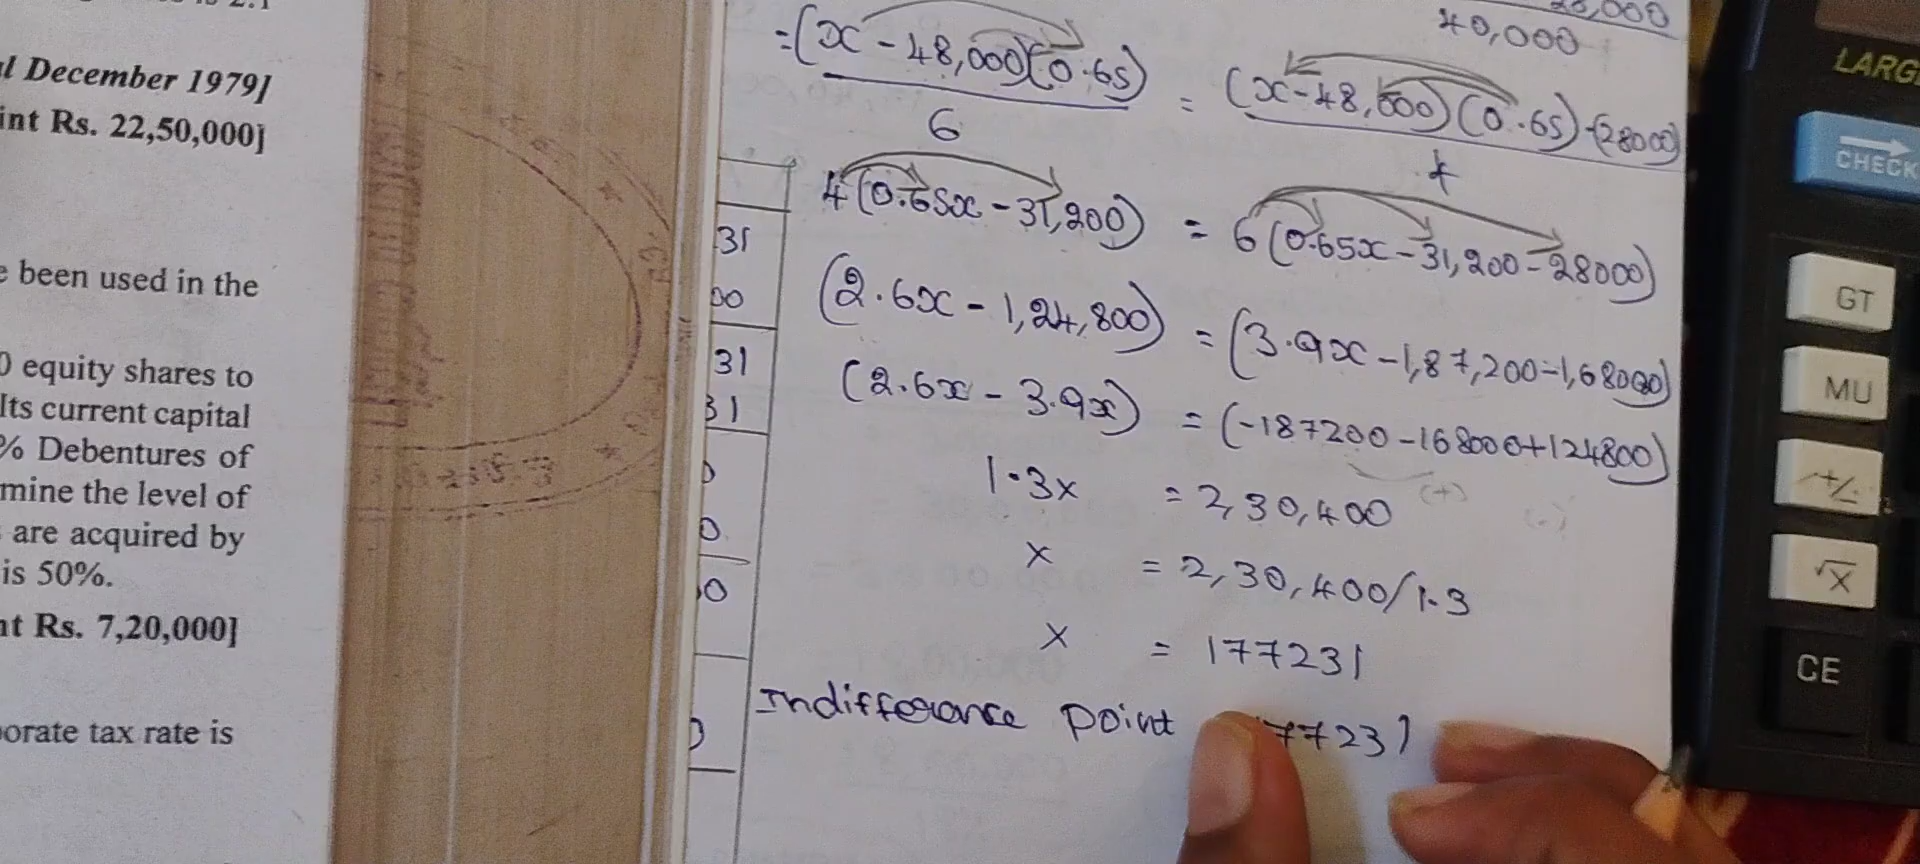 l December 1979]
int Rs. 22,50,000]
been used in the
0 equity shares to
Its current capital
% Debentures of
mine the level of
are acquired by
is 50%.
nt Rs. 7,20,000]
orate tax rate is
40,000
=(x - 48,000)(0.65) / 6 = (x-48,000)(0.65)-(28000) / 4
4(0.65x - 31,200) = 6(0.65x-31,200-28000)
(2.6x - 1,24,800) = (3.9x-1,87,200-1,68000)
(2.6x - 3.9x) = (-187200-168000+124800)
1.3x = 2,30,400
x = 2,30,400/1.3
x = 177231
Indifference Point 77231
31
00
31
31
0
0
0
LARG
CHECK
GT
MU
+/-
√X
CE